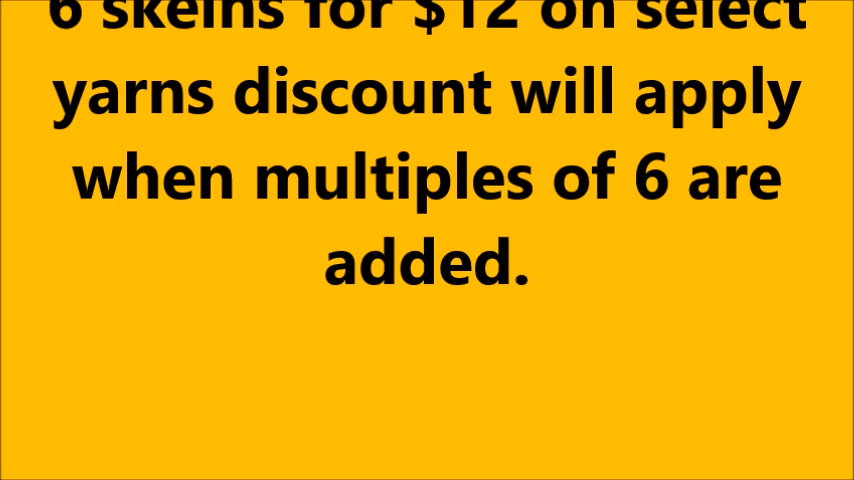 6 skeins for $12 on select
yarns discount will apply
when multiples of 6 are
added.